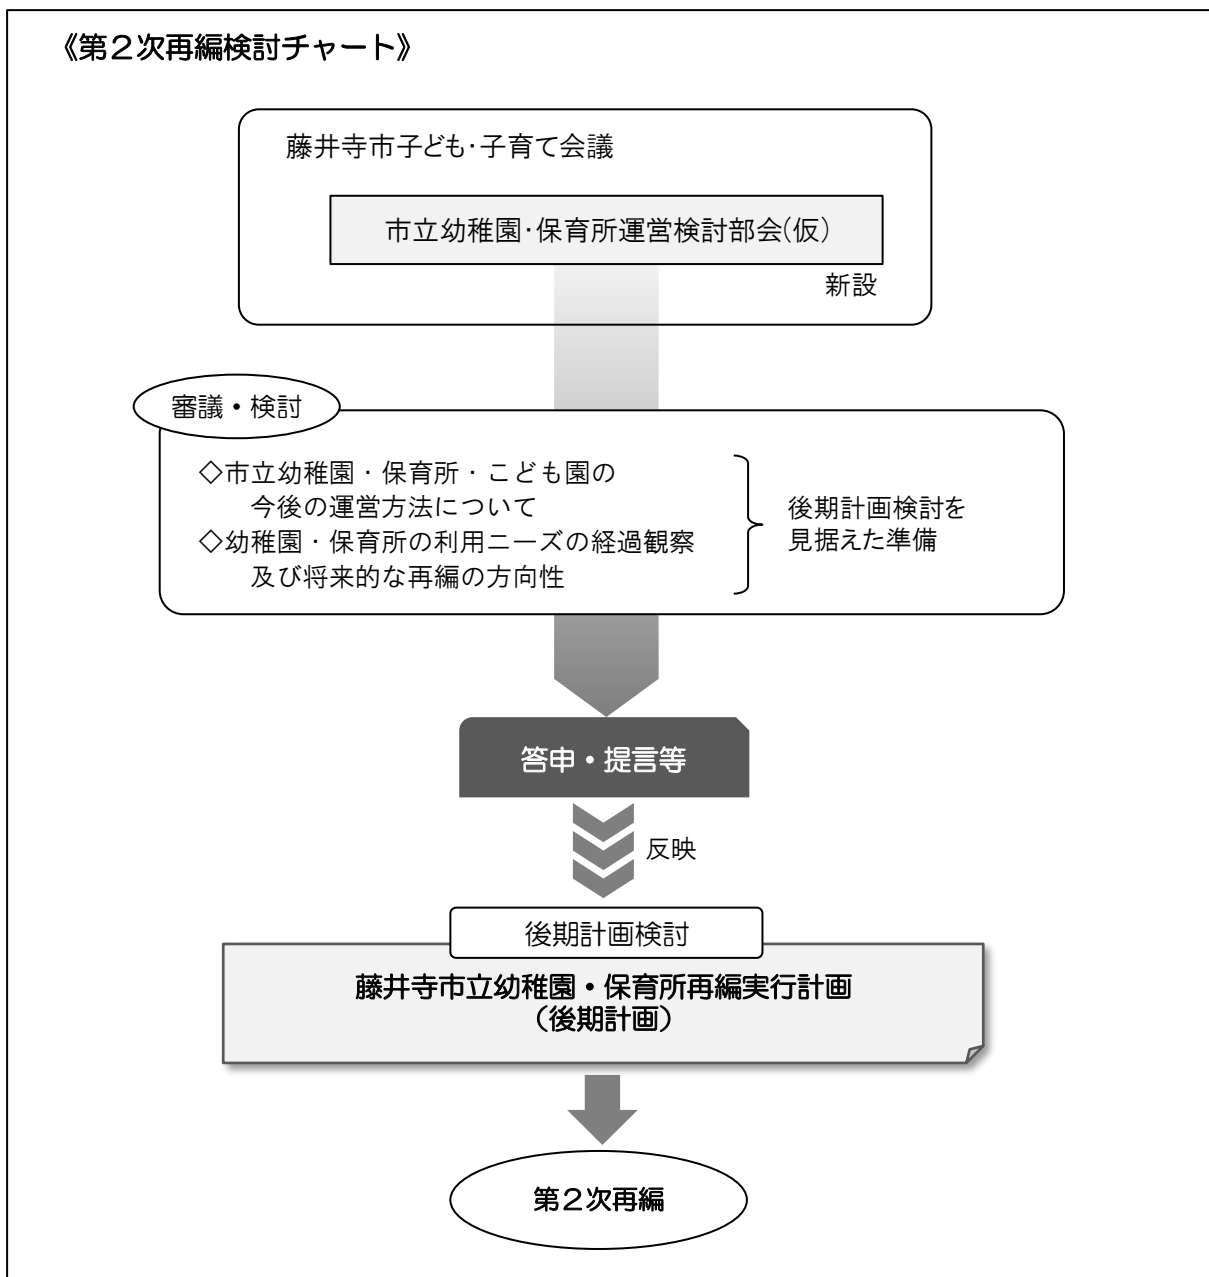 《第２次再編検討チャート》
藤井寺市子ども･子育て会議
市立幼稚園･保育所運営検討部会(仮)
新設
審議・検討
◇市立幼稚園・保育所・こども園の
今後の運営方法について
◇幼稚園・保育所の利用ニーズの経過観察
及び将来的な再編の方向性
後期計画検討を
見据えた準備
答申・提言等
反映
後期計画検討
藤井寺市立幼稚園・保育所再編実行計画
（後期計画）
第２次再編